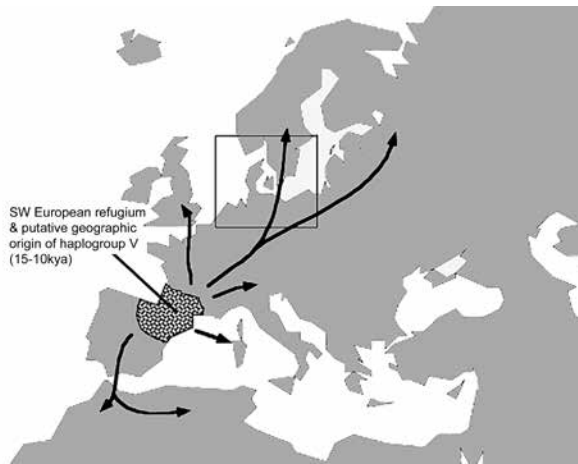 SW European refugium
& putative geographic
origin of haplogroup V
(15-10kya)